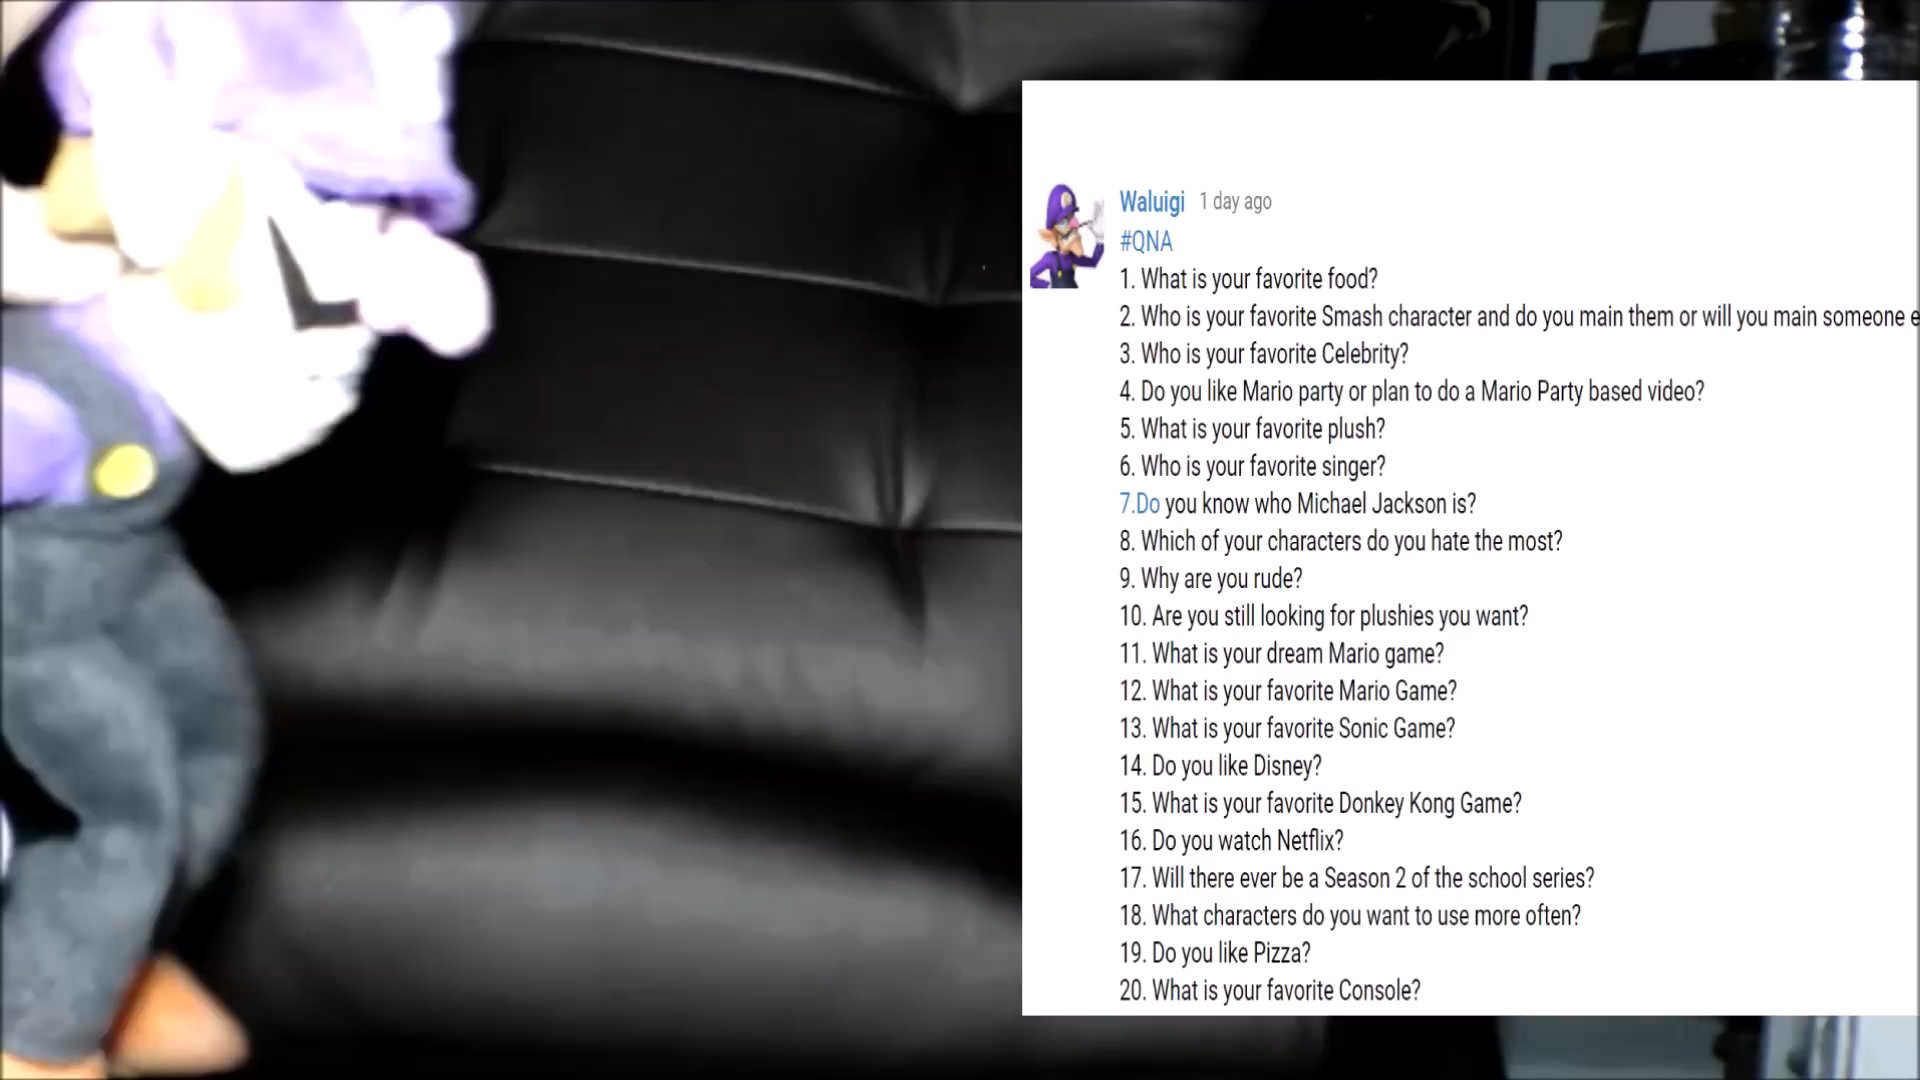 Waluigi 1 day ago
#QNA
1. What is your favorite food?
2. Who is your favorite Smash character and do you main them or will you main someone e
3. Who is your favorite Celebrity?
4. Do you like Mario party or plan to do a Mario Party based video?
5. What is your favorite plush?
6. Who is your favorite singer?
7.Do you know who Michael Jackson is?
8. Which of your characters do you hate the most?
9. Why are you rude?
10. Are you still looking for plushies you want?
11. What is your dream Mario game?
12. What is your favorite Mario Game?
13. What is your favorite Sonic Game?
14. Do you like Disney?
15. What is your favorite Donkey Kong Game?
16. Do you watch Netflix?
17. Will there ever be a Season 2 of the school series?
18. What characters do you want to use more often?
19. Do you like Pizza?
20. What is your favorite Console?